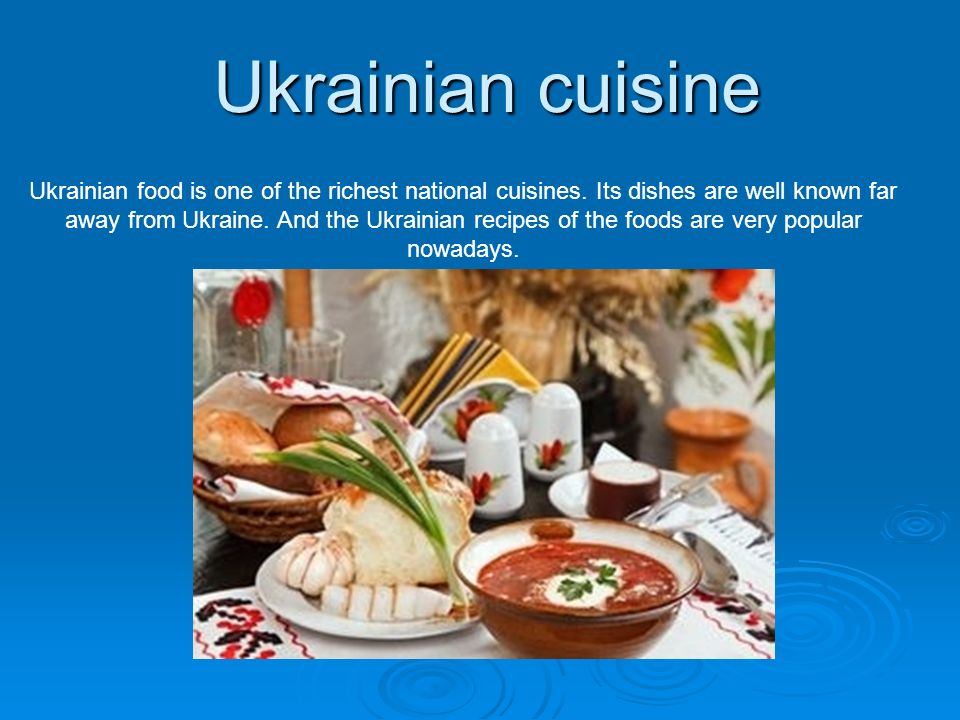 Ukrainian cuisine
Ukrainian food is one of the richest national cuisines. Its dishes are well known far
away from Ukraine. And the Ukrainian recipes of the foods are very popular
nowadays.